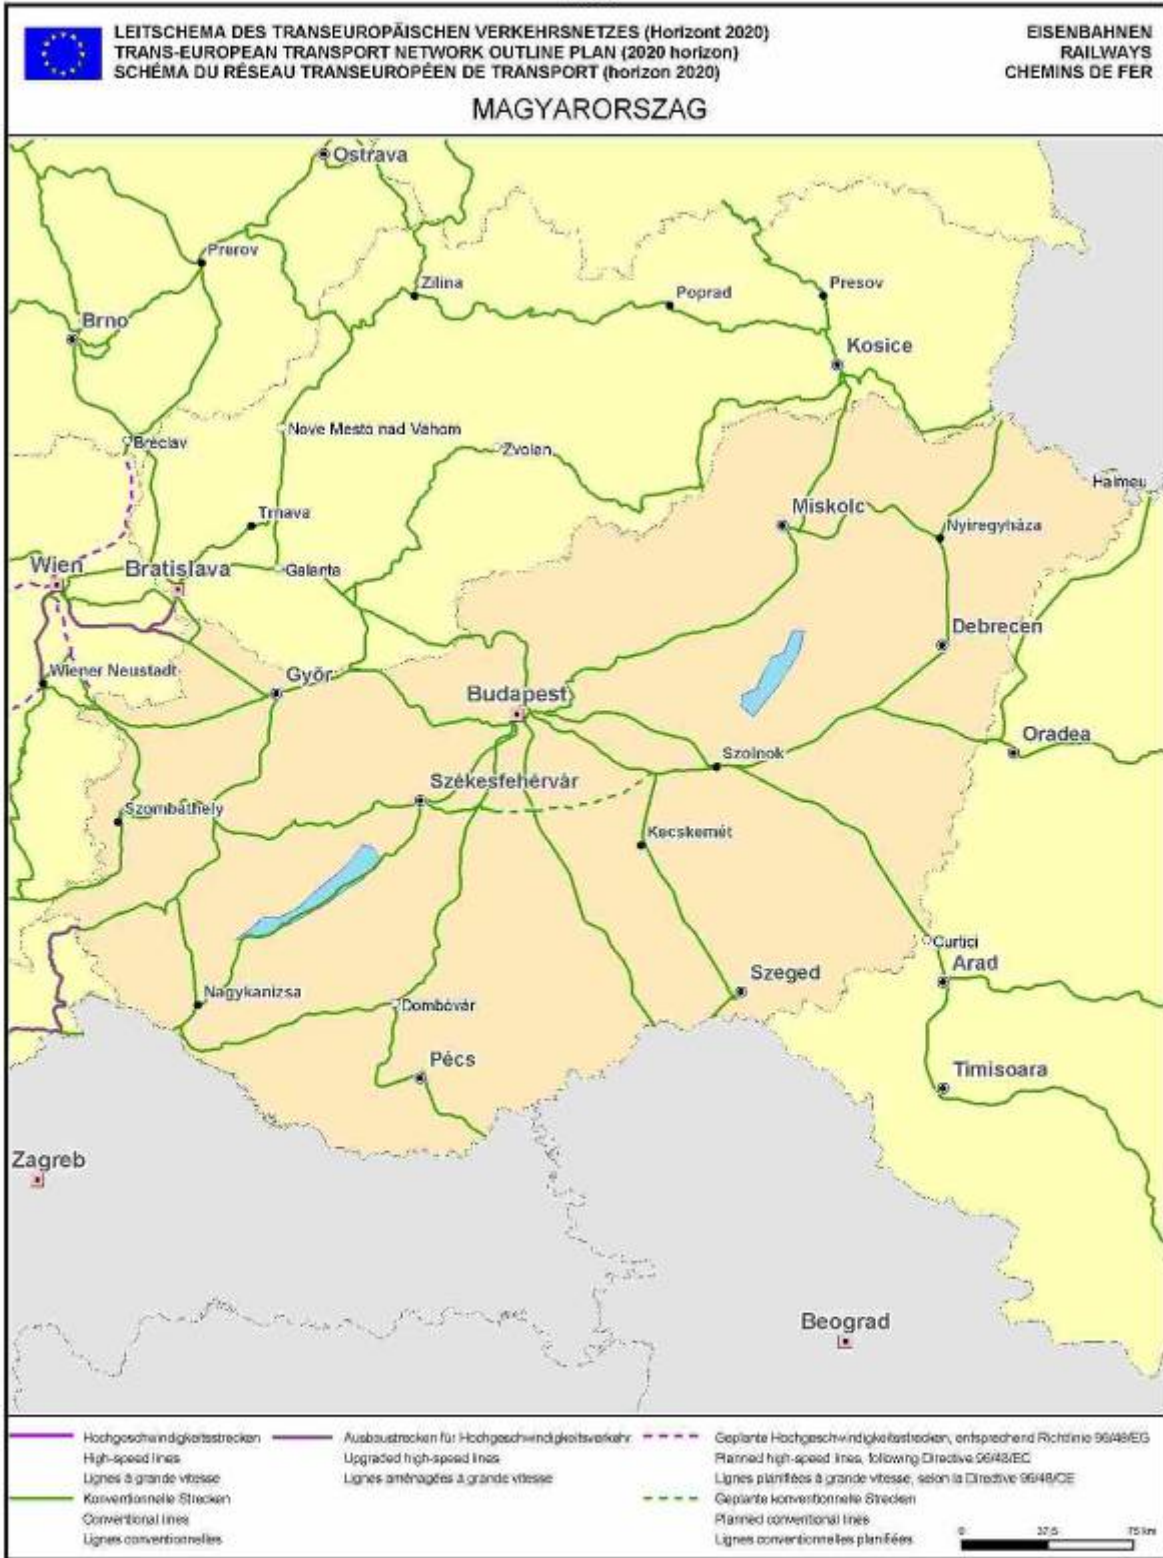 LEITSCHEMA DES TRANSEUROPÄISCHEN VERKEHRSNETZES (Horizont 2020)
TRANS-EUROPEAN TRANSPORT NETWORK OUTLINE PLAN (2020 horizon)
SCHÉMA DU RÉSEAU TRANSEUROPÉEN DE TRANSPORT (horizon 2020)
EISENBAHNEN
RAILWAYS
CHEMINS DE FER
MAGYARORSZAG
Ostrava
Prerov
Zilina
Poprad
Presov
Brno
Kosice
Nove Mesto nad Vahom
Breclav
Zvolen
Halmeu
Trnava
Miskolc
Nyiregyháza
Wien
Bratislava
Galanta
Debrecen
Wiener Neustadt
Győr
Budapest
Oradea
Szolnok
Székesfehérvár
Szombathely
Kecskemét
Curtici
Arad
Szeged
Nagykanizsa
Dombóvár
Pécs
Timisoara
Zagreb
Beograd
Hochgeschwindigkeitsstrecken
High-speed lines
Lignes à grande vitesse
Konventionelle Strecken
Conventional lines
Lignes conventionnelles
Ausbaustrecken für Hochgeschwindigkeitsverkehr
Upgraded high-speed lines
Lignes aménagées à grande vitesse
Geplante Hochgeschwindigkeitsstrecken, entsprechend Richtlinie 96/48/EG
Planned high-speed lines, following Directive 96/48/EC
Lignes planifiées à grande vitesse, selon la Directive 96/48/CE
Geplante konventionelle Strecken
Planned conventional lines
Lignes conventionnelles planifiées
0 37,5 75 km